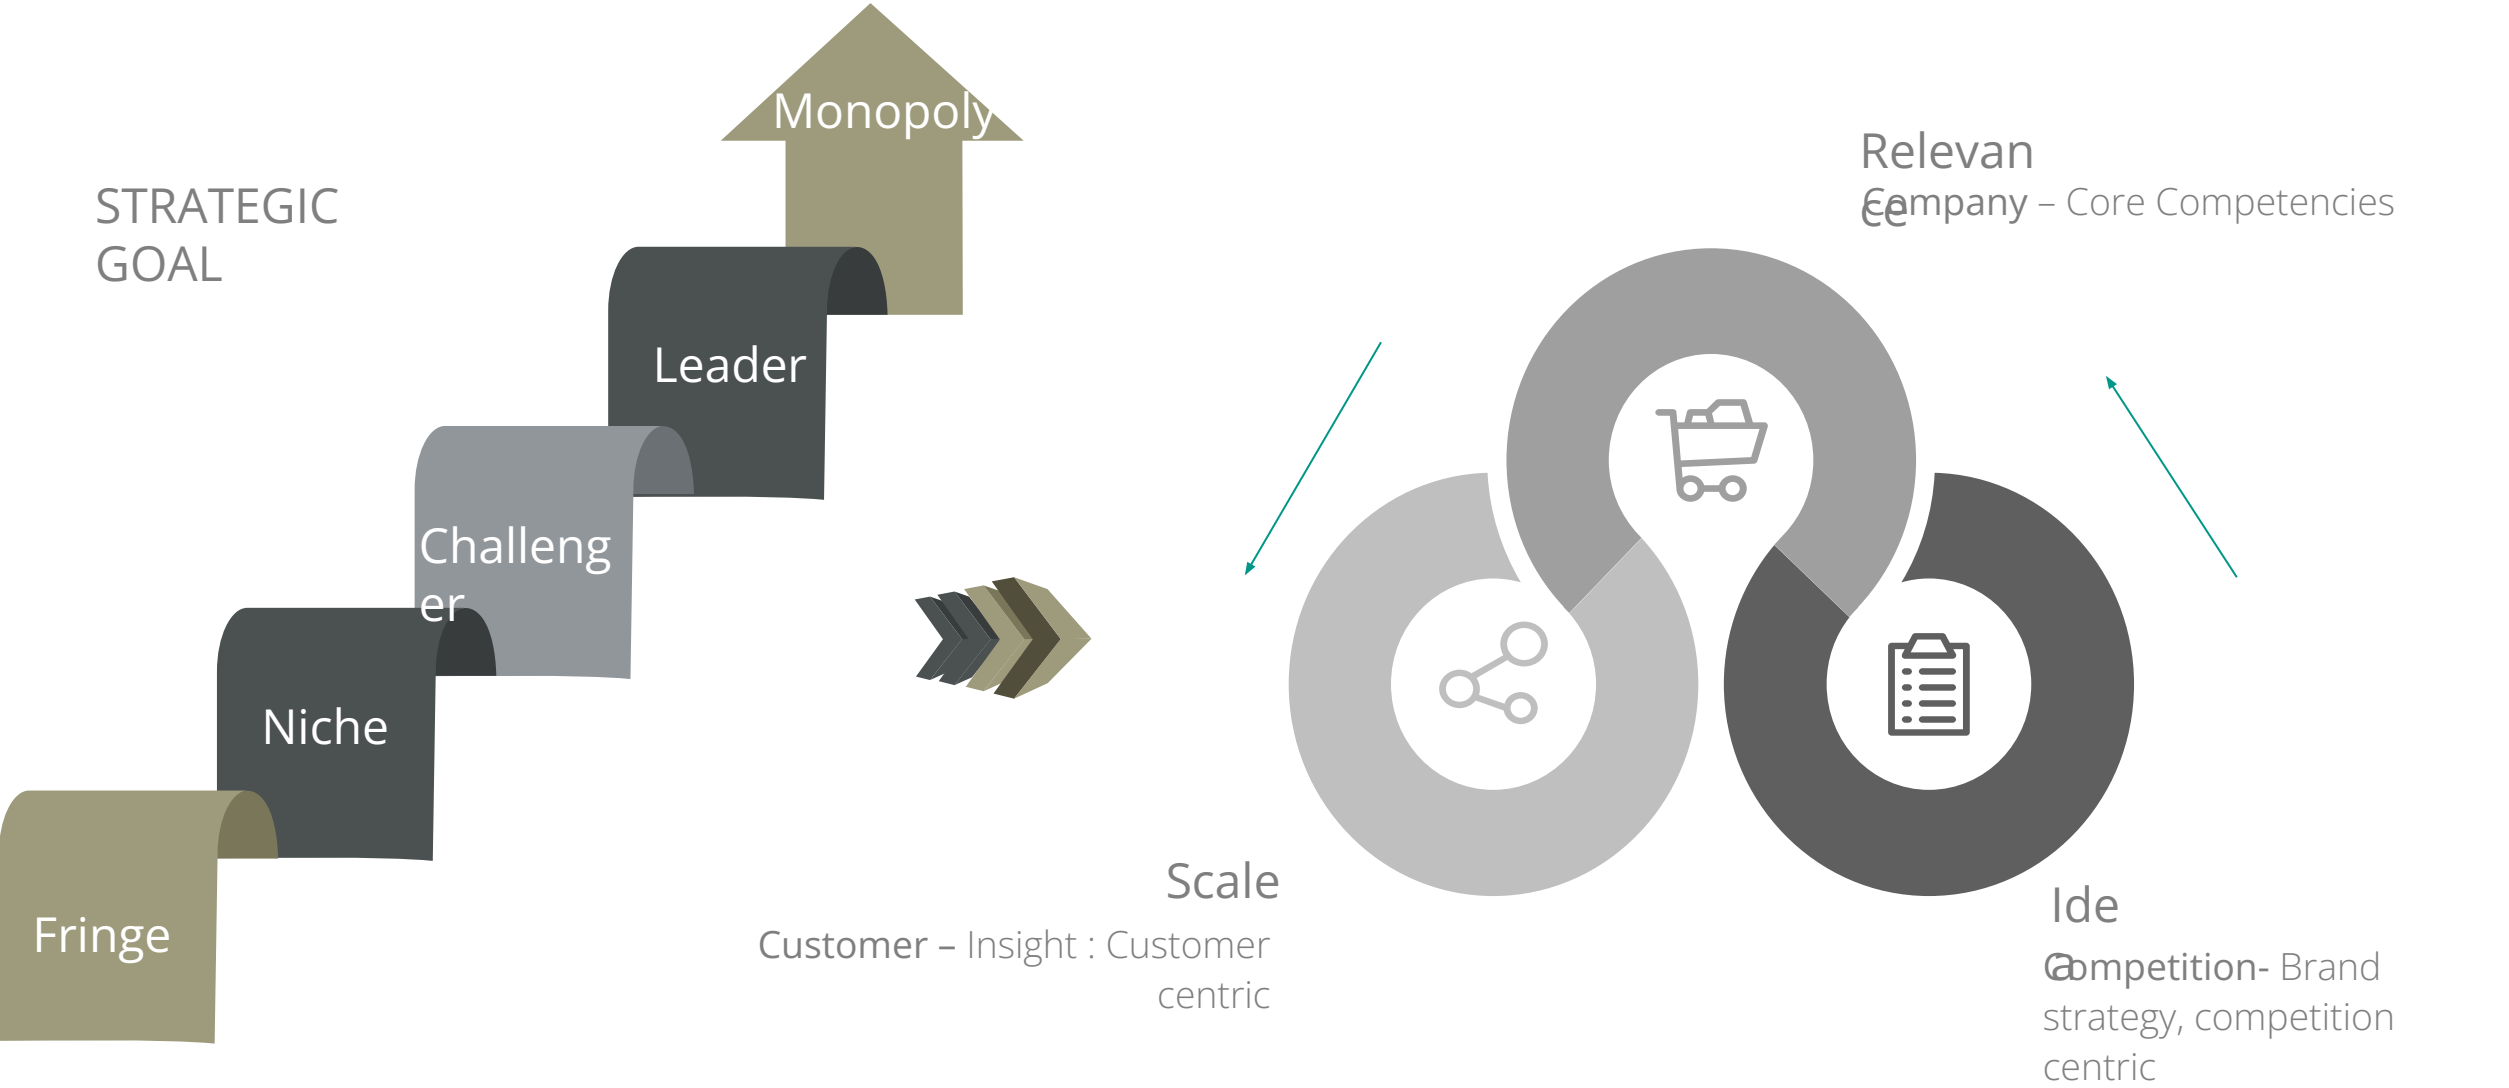 STRATEGIC
GOAL
Monopoly
Leader
Challeng
er
Niche
Fringe
Relevan
ce
Company – Core Competencies
Scale
Customer – Insight : Customer
centric
Ide
a
Competition- Brand
strategy, competition
centric